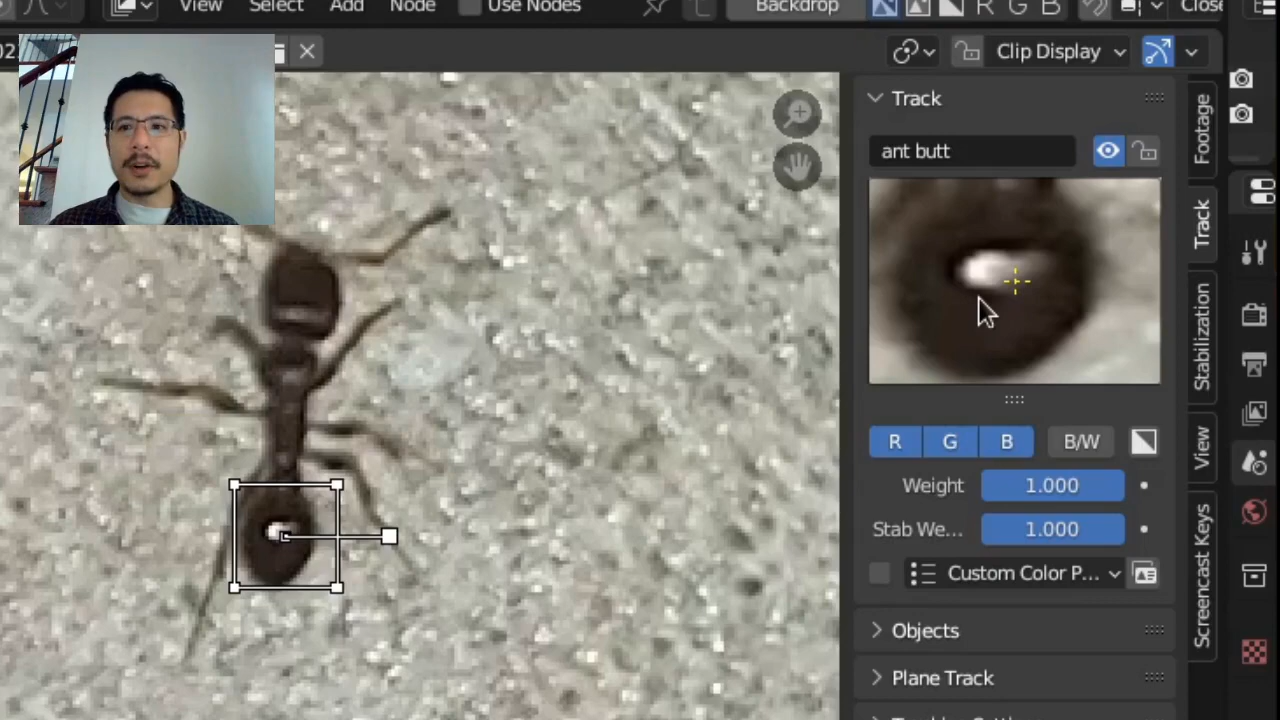 View Select Add Node Use Nodes Backdrop R G B Close
02
Clip Display
Track
ant butt
R G B B/W
Weight 1.000
Stab We... 1.000
Custom Color P...
Objects
Plane Track
Footage
Track
Stabilization
View
Screencast Keys